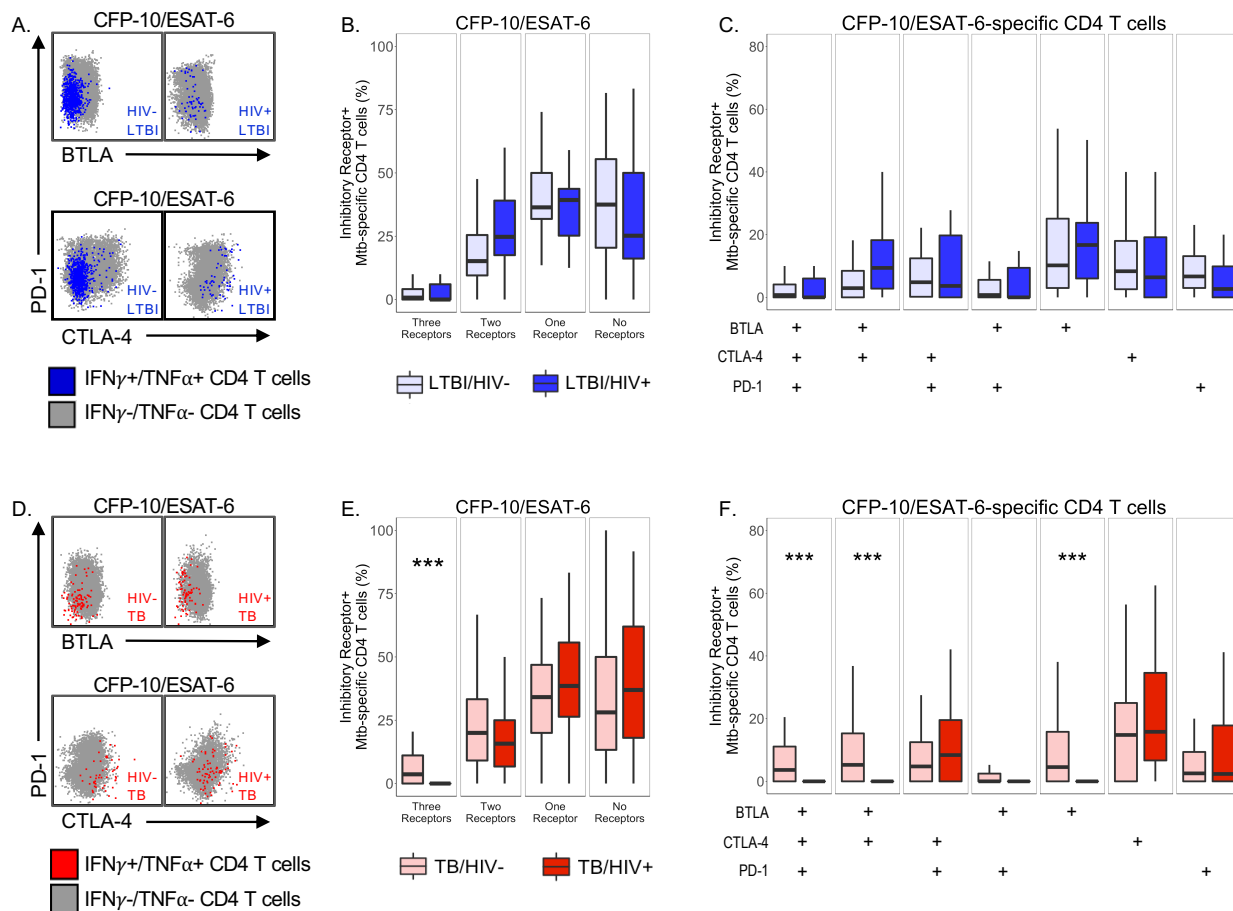 A.
CFP-10/ESAT-6
HIV-
LTBI
HIV+
LTBI
BTLA
CFP-10/ESAT-6
HIV-
LTBI
HIV+
LTBI
PD-1
CTLA-4
IFNγ+/TNFα+ CD4 T cells
IFNγ-/TNFα- CD4 T cells
B.
CFP-10/ESAT-6
Inhibitory Receptor+
Mtb-specific CD4 T cells (%)
100
75
50
25
0
Three
Receptors
Two
Receptors
One
Receptor
No
Receptors
LTBI/HIV-
LTBI/HIV+
C.
CFP-10/ESAT-6-specific CD4 T cells
Inhibitory Receptor+
Mtb-specific CD4 T cells (%)
80
60
40
20
0
BTLA + + + +
CTLA-4 + + + +
PD-1 + + + +
D.
CFP-10/ESAT-6
HIV-
TB
HIV+
TB
BTLA
CFP-10/ESAT-6
HIV-
TB
HIV+
TB
PD-1
CTLA-4
IFNγ+/TNFα+ CD4 T cells
IFNγ-/TNFα- CD4 T cells
E.
CFP-10/ESAT-6
Inhibitory Receptor+
Mtb-specific CD4 T cells (%)
100
75
50
25
0
***
Three
Receptors
Two
Receptors
One
Receptor
No
Receptors
TB/HIV-
TB/HIV+
F.
CFP-10/ESAT-6-specific CD4 T cells
Inhibitory Receptor+
Mtb-specific CD4 T cells (%)
80
60
40
20
0
*** *** ***
BTLA + + + +
CTLA-4 + + + +
PD-1 + + + +